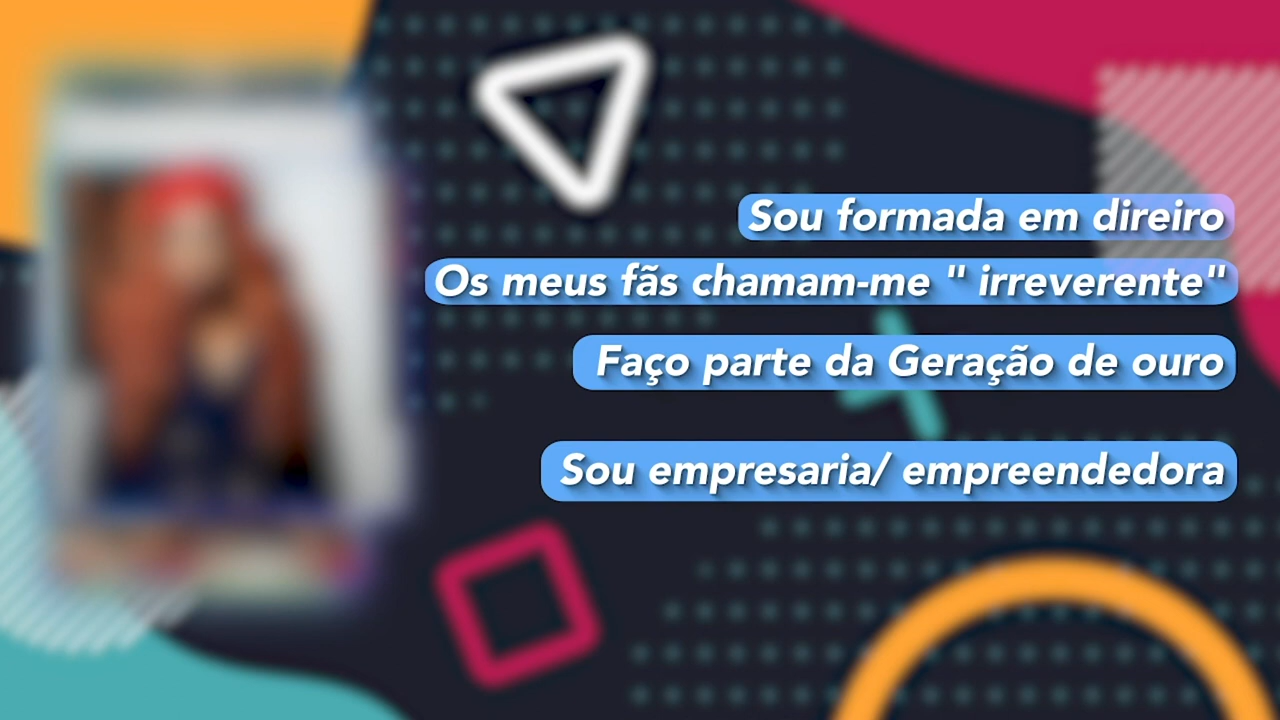 Sou formada em direiro
Os meus fãs chamam-me " irreverente"
Faço parte da Geração de ouro
Sou empresaria/ empreendedora